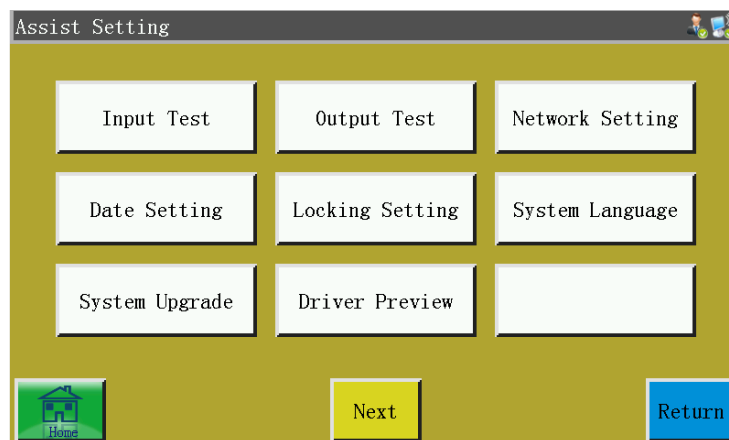 Assist Setting
Input Test
Output Test
Network Setting
Date Setting
Locking Setting
System Language
System Upgrade
Driver Preview
Home
Next
Return